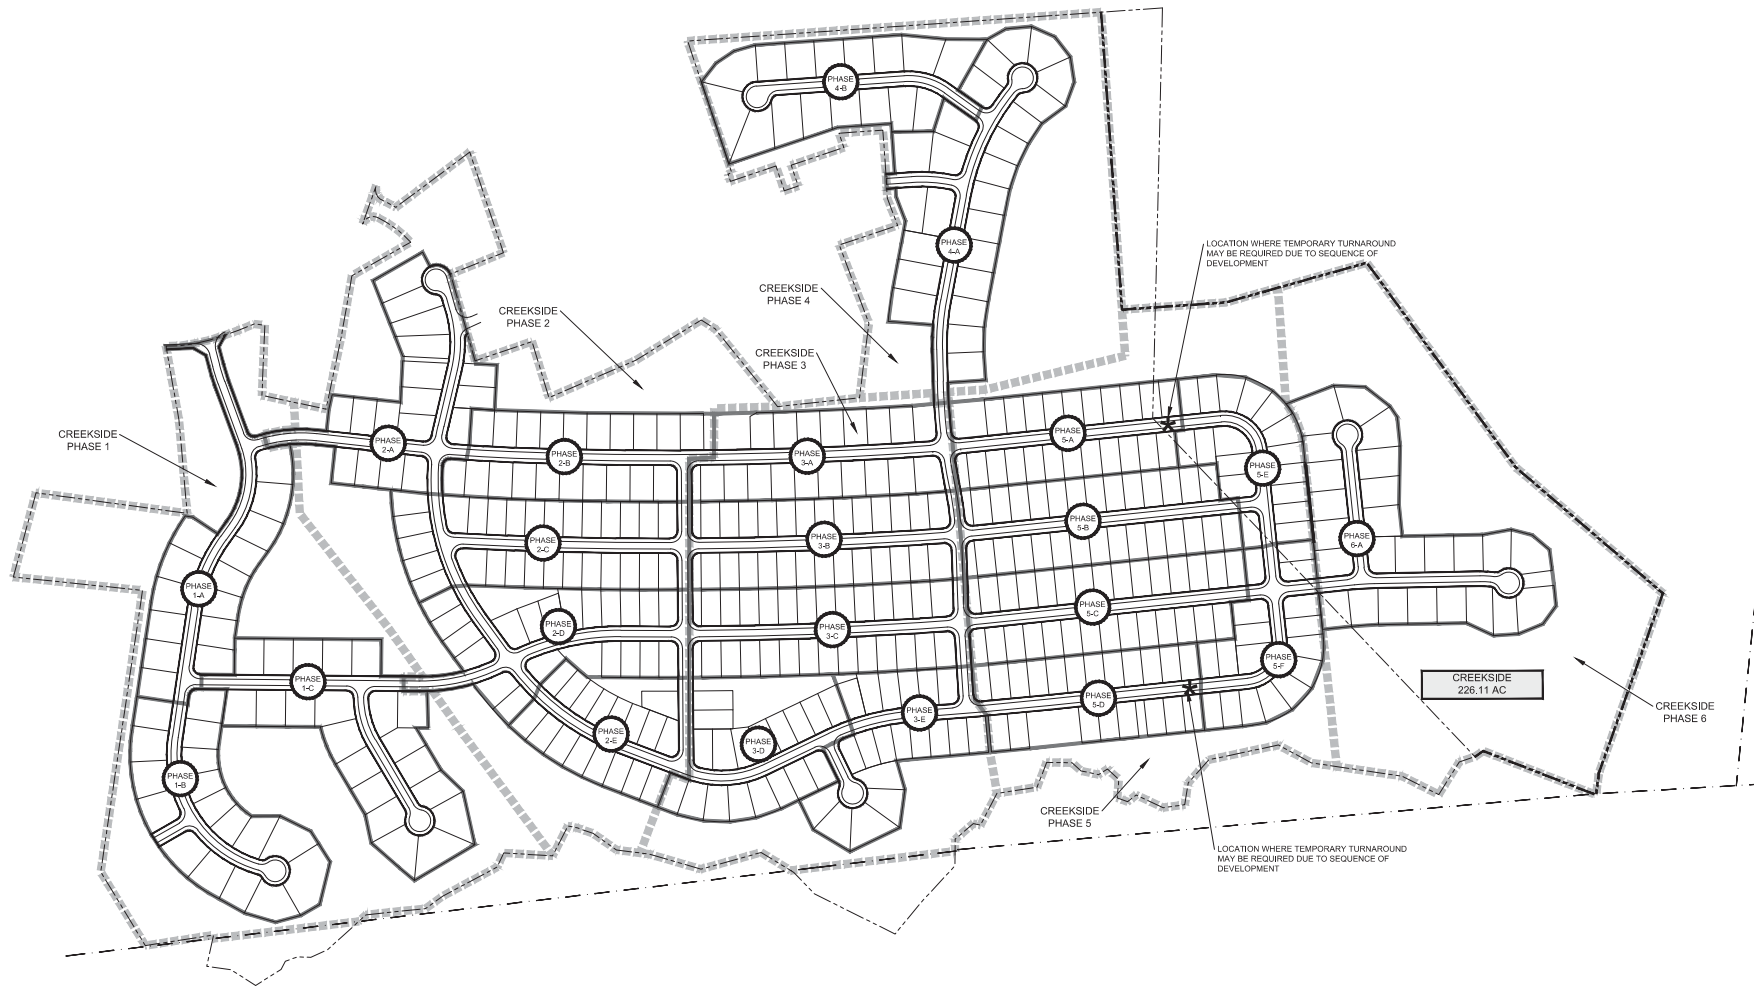 PHASE
4-B
PHASE
4-A
LOCATION WHERE TEMPORARY TURNAROUND
MAY BE REQUIRED DUE TO SEQUENCE OF
DEVELOPMENT
CREEKSIDE
PHASE 4
CREEKSIDE
PHASE 2
CREEKSIDE
PHASE 3
CREEKSIDE
PHASE 1
PHASE
2-A
PHASE
2-B
PHASE
3-A
PHASE
5-A
PHASE
5-E
PHASE
2-C
PHASE
3-B
PHASE
5-B
PHASE
6-A
PHASE
1-A
PHASE
2-D
PHASE
3-C
PHASE
5-C
PHASE
1-C
PHASE
5-F
PHASE
2-E
PHASE
3-D
PHASE
3-E
PHASE
5-D
CREEKSIDE
226.11 AC
CREEKSIDE
PHASE 6
PHASE
1-B
CREEKSIDE
PHASE 5
LOCATION WHERE TEMPORARY TURNAROUND
MAY BE REQUIRED DUE TO SEQUENCE OF
DEVELOPMENT